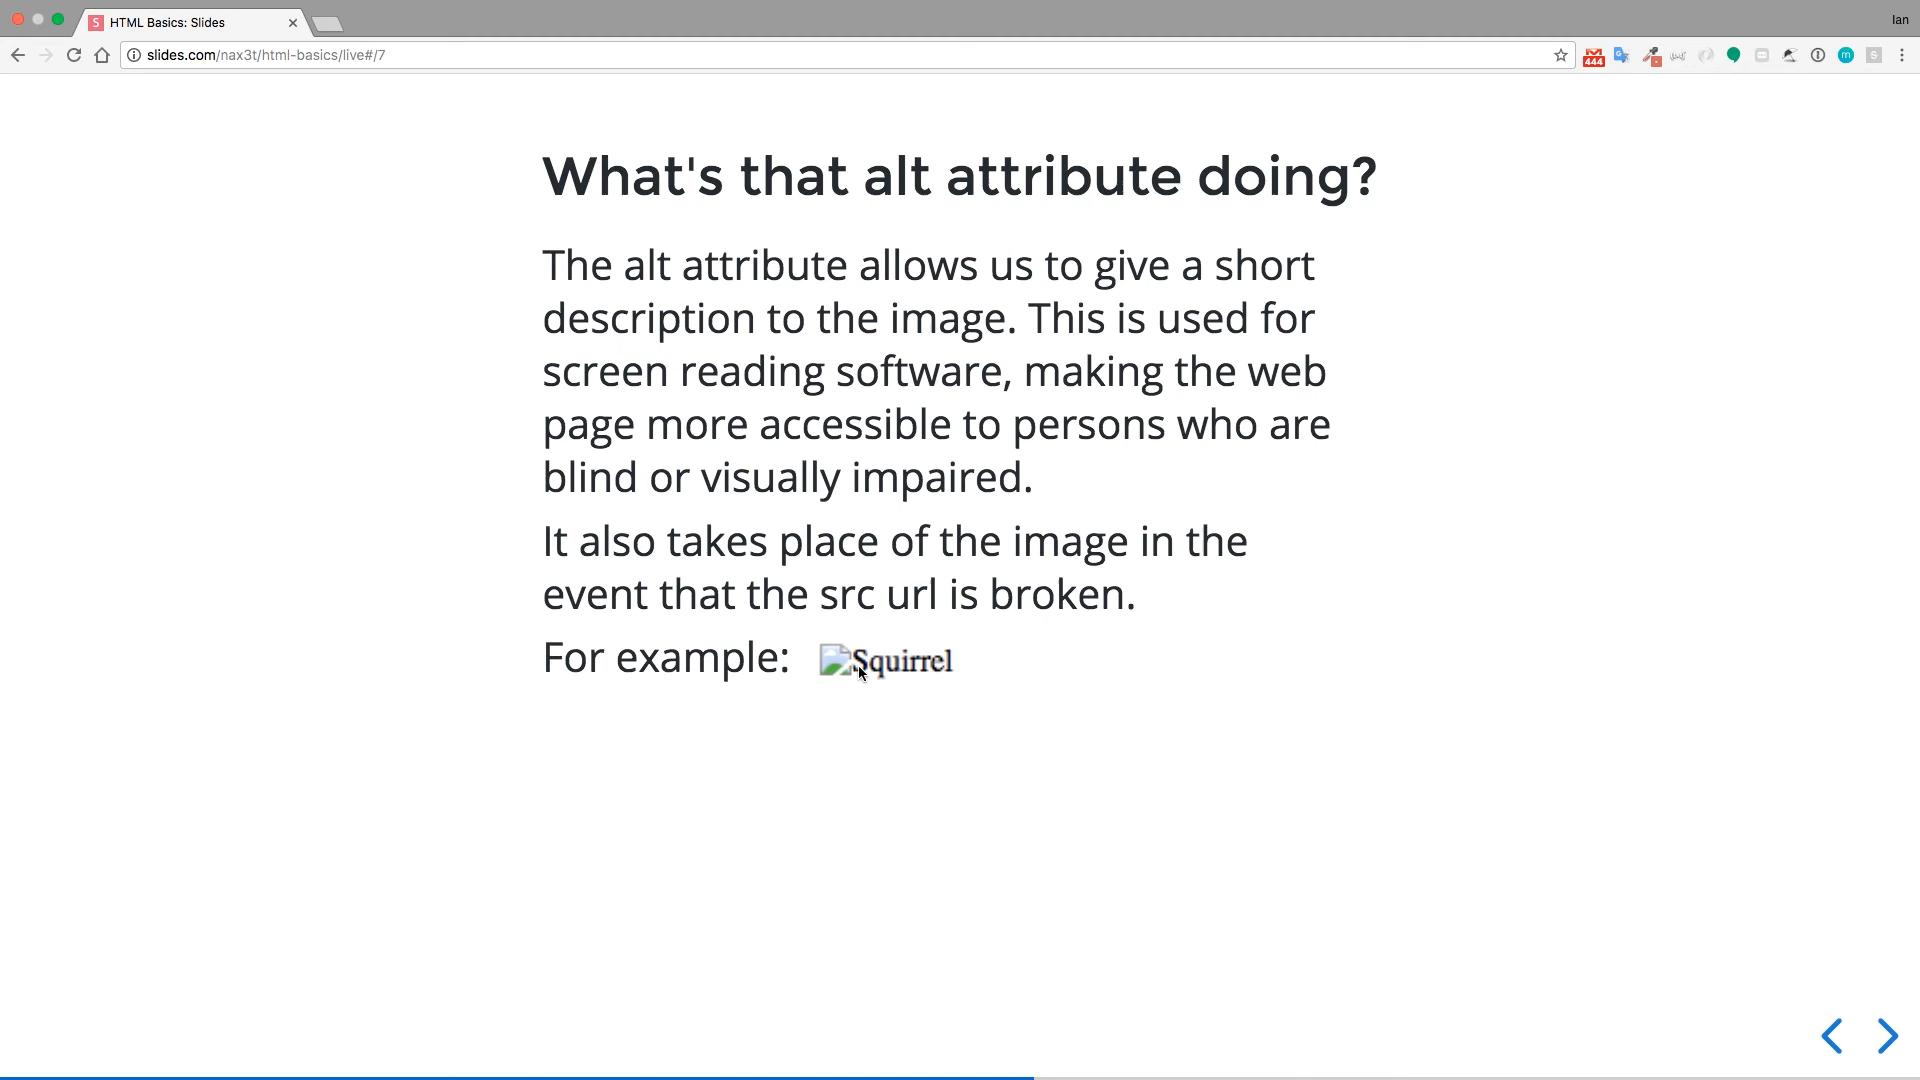 HTML Basics: Slides
Ian
slides.com/nax3t/html-basics/live#/7
444
What's that alt attribute doing?
The alt attribute allows us to give a short
description to the image. This is used for
screen reading software, making the web
page more accessible to persons who are
blind or visually impaired.
It also takes place of the image in the
event that the src url is broken.
For example: Squirrel